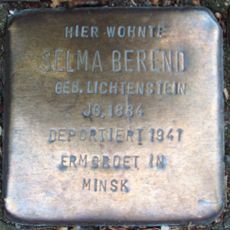 HIER WOHNTE
SELMA BEREND
GEB. LICHTENSTEIN
JG. 1884
DEPORTIERT 1941
ERMORDET IN
MINSK